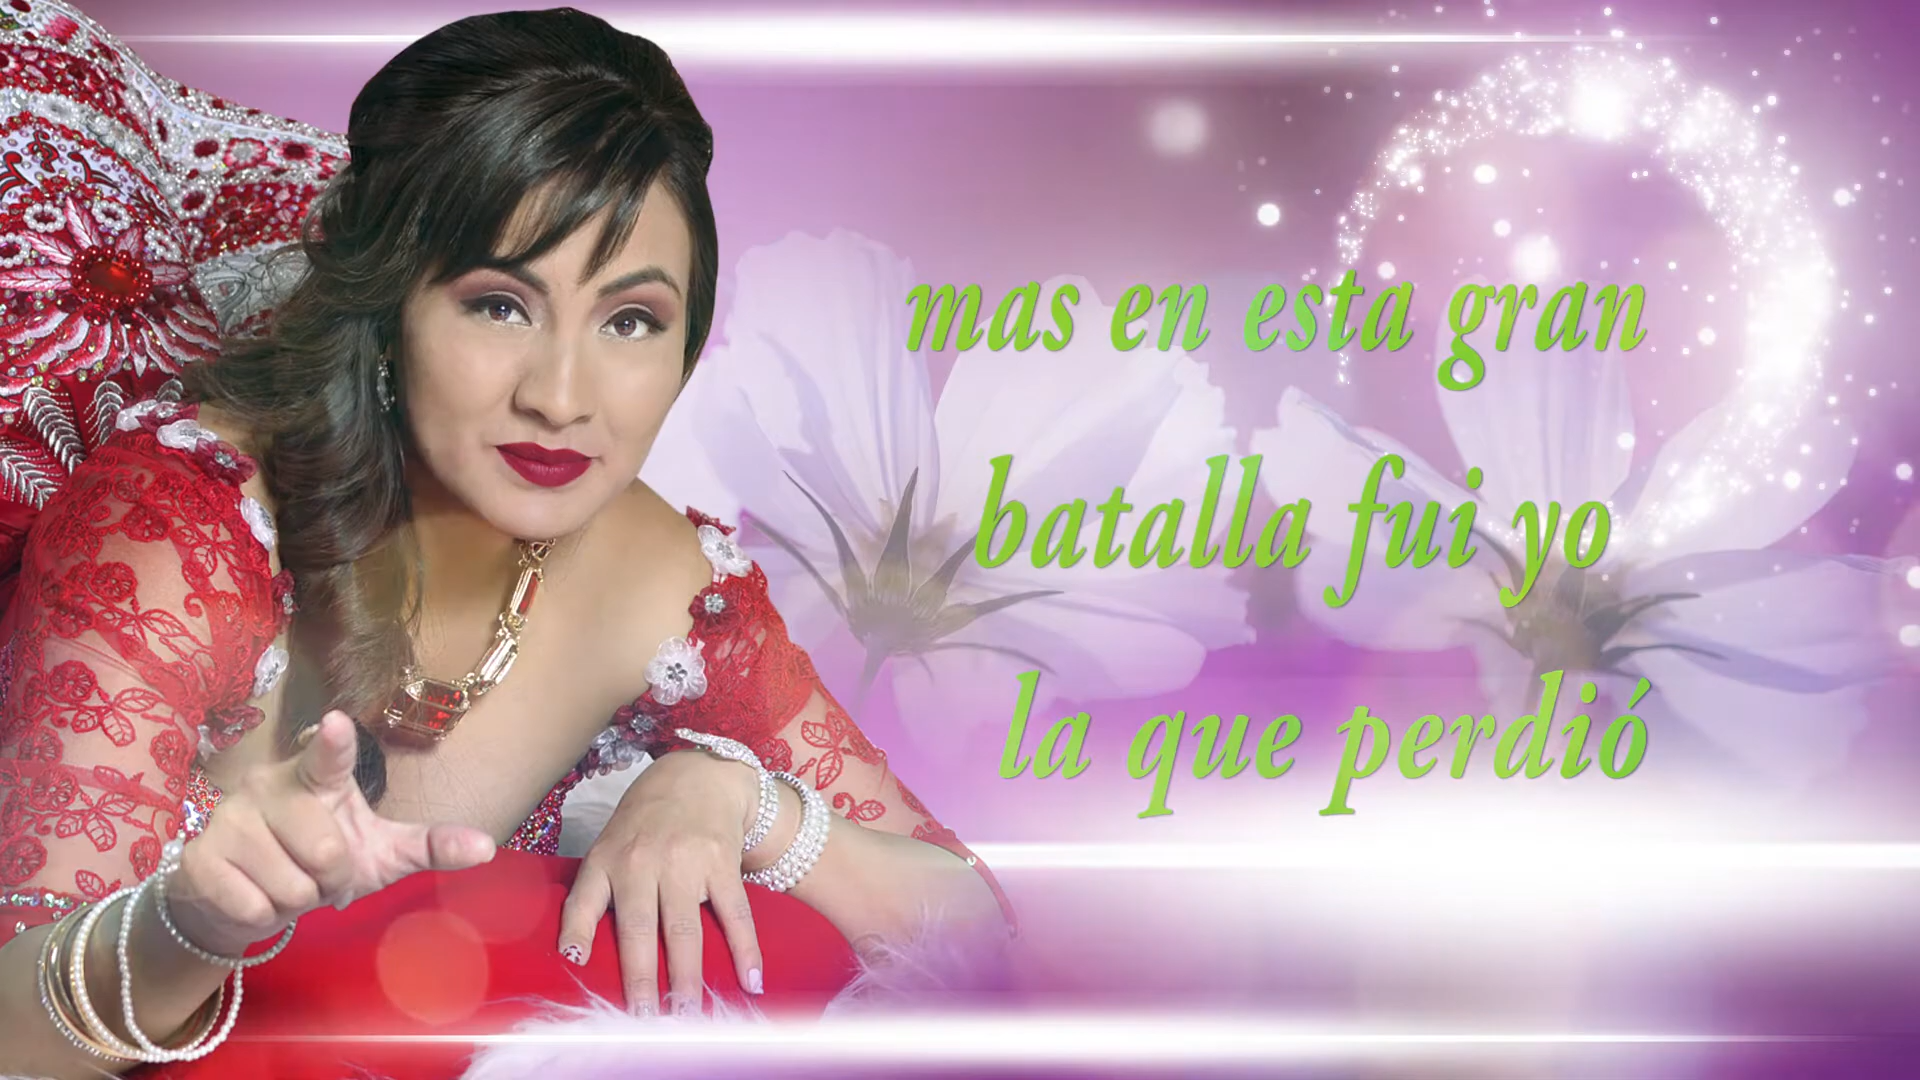 mas en esta gran
batalla fui yo
la que perdió